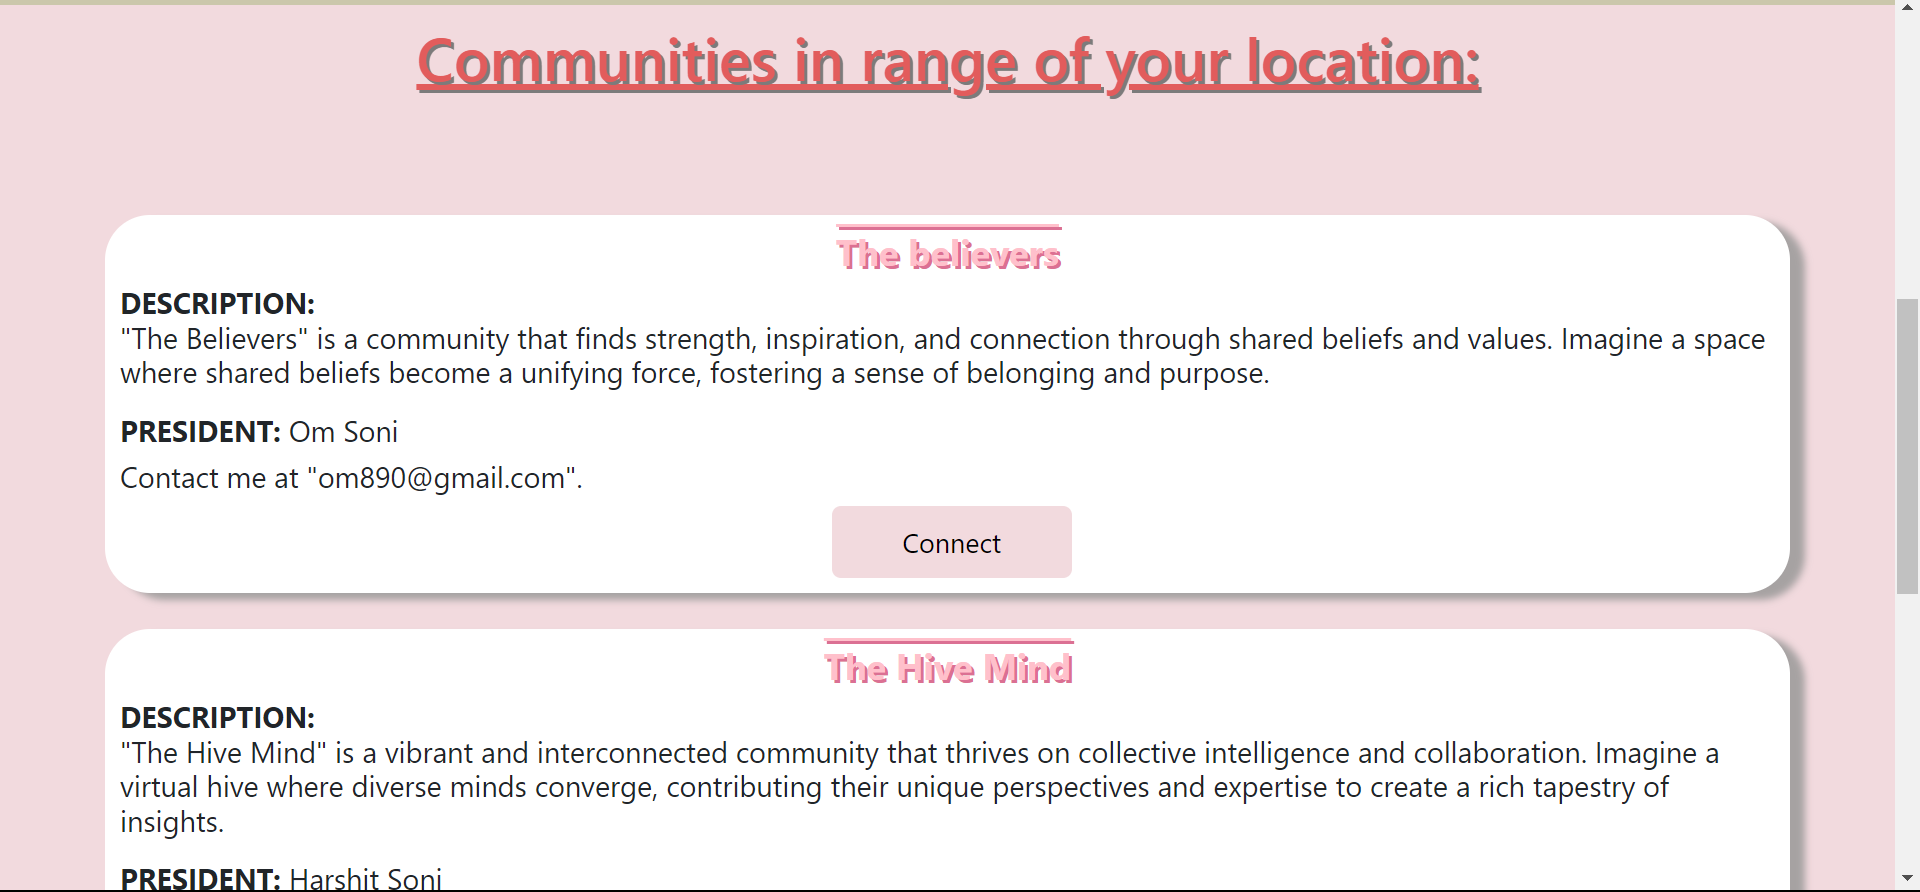 Communities in range of your location:
The believers
DESCRIPTION:
"The Believers" is a community that finds strength, inspiration, and connection through shared beliefs and values. Imagine a space
where shared beliefs become a unifying force, fostering a sense of belonging and purpose.
PRESIDENT: Om Soni
Contact me at "om890@gmail.com".
Connect
The Hive Mind
DESCRIPTION:
"The Hive Mind" is a vibrant and interconnected community that thrives on collective intelligence and collaboration. Imagine a
virtual hive where diverse minds converge, contributing their unique perspectives and expertise to create a rich tapestry of
insights.
PRESIDENT: Harshit Soni